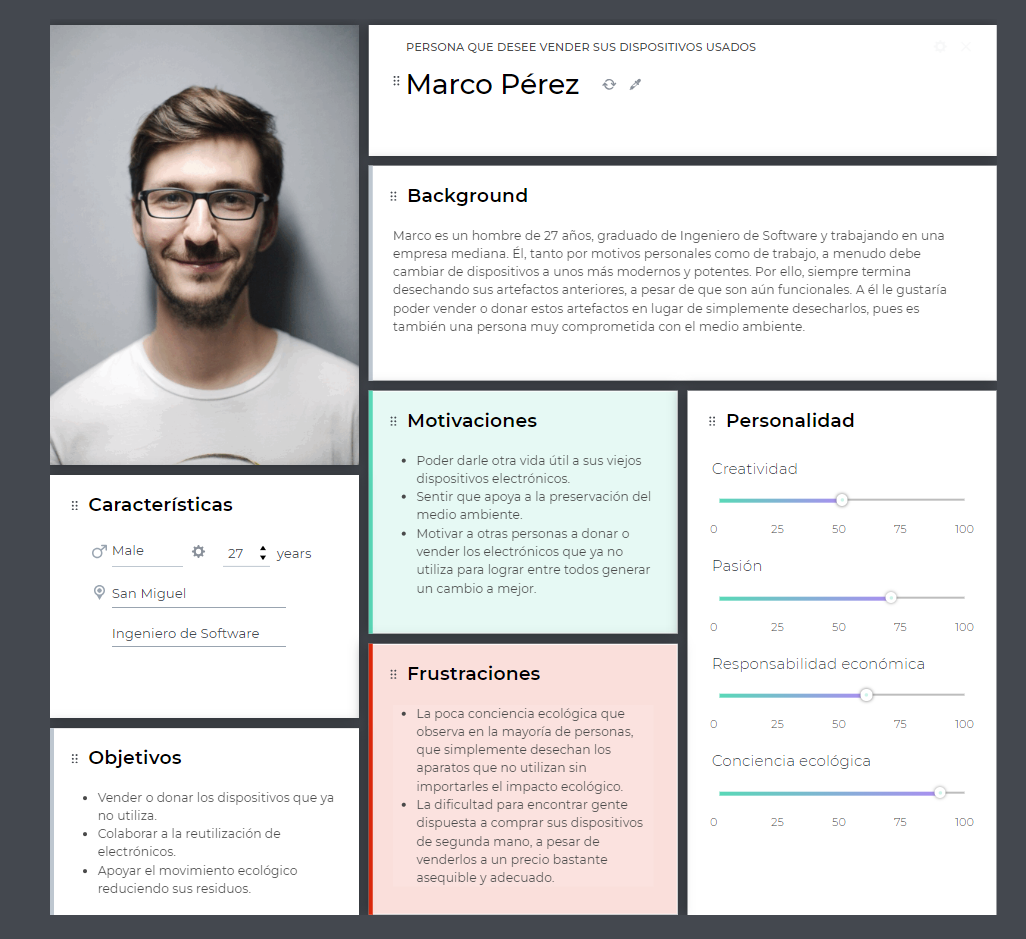 PERSONA QUE DESEE VENDER SUS DISPOSITIVOS USADOS
Marco Pérez
Background
Marco es un hombre de 27 años, graduado de Ingeniero de Software y trabajando en una
empresa mediana. Él, tanto por motivos personales como de trabajo, a menudo debe
cambiar de dispositivos a unos más modernos y potentes. Por ello, siempre termina
desechando sus artefactos anteriores, a pesar de que son aún funcionales. A él le gustaría
poder vender o donar estos artefactos en lugar de simplemente desecharlos, pues es
también una persona muy comprometida con el medio ambiente.
Características
Male
27 years
San Miguel
Ingeniero de Software
Objetivos
• Vender o donar los dispositivos que ya
no utiliza.
• Colaborar a la reutilización de
electrónicos.
• Apoyar el movimiento ecológico
reduciendo sus residuos.
Motivaciones
• Poder darle otra vida útil a sus viejos
dispositivos electrónicos.
• Sentir que apoya a la preservación del
medio ambiente.
• Motivar a otras personas a donar o
vender los electrónicos que ya no
utiliza para lograr entre todos generar
un cambio a mejor.
Frustraciones
• La poca conciencia ecológica que
observa en la mayoría de personas,
que simplemente desechan los
aparatos que no utilizan sin
importarles el impacto ecológico.
• La dificultad para encontrar gente
dispuesta a comprar sus dispositivos
de segunda mano, a pesar de
venderlos a un precio bastante
asequible y adecuado.
Personalidad
Creatividad
0 25 50 75 100
Pasión
0 25 50 75 100
Responsabilidad económica
0 25 50 75 100
Conciencia ecológica
0 25 50 75 100